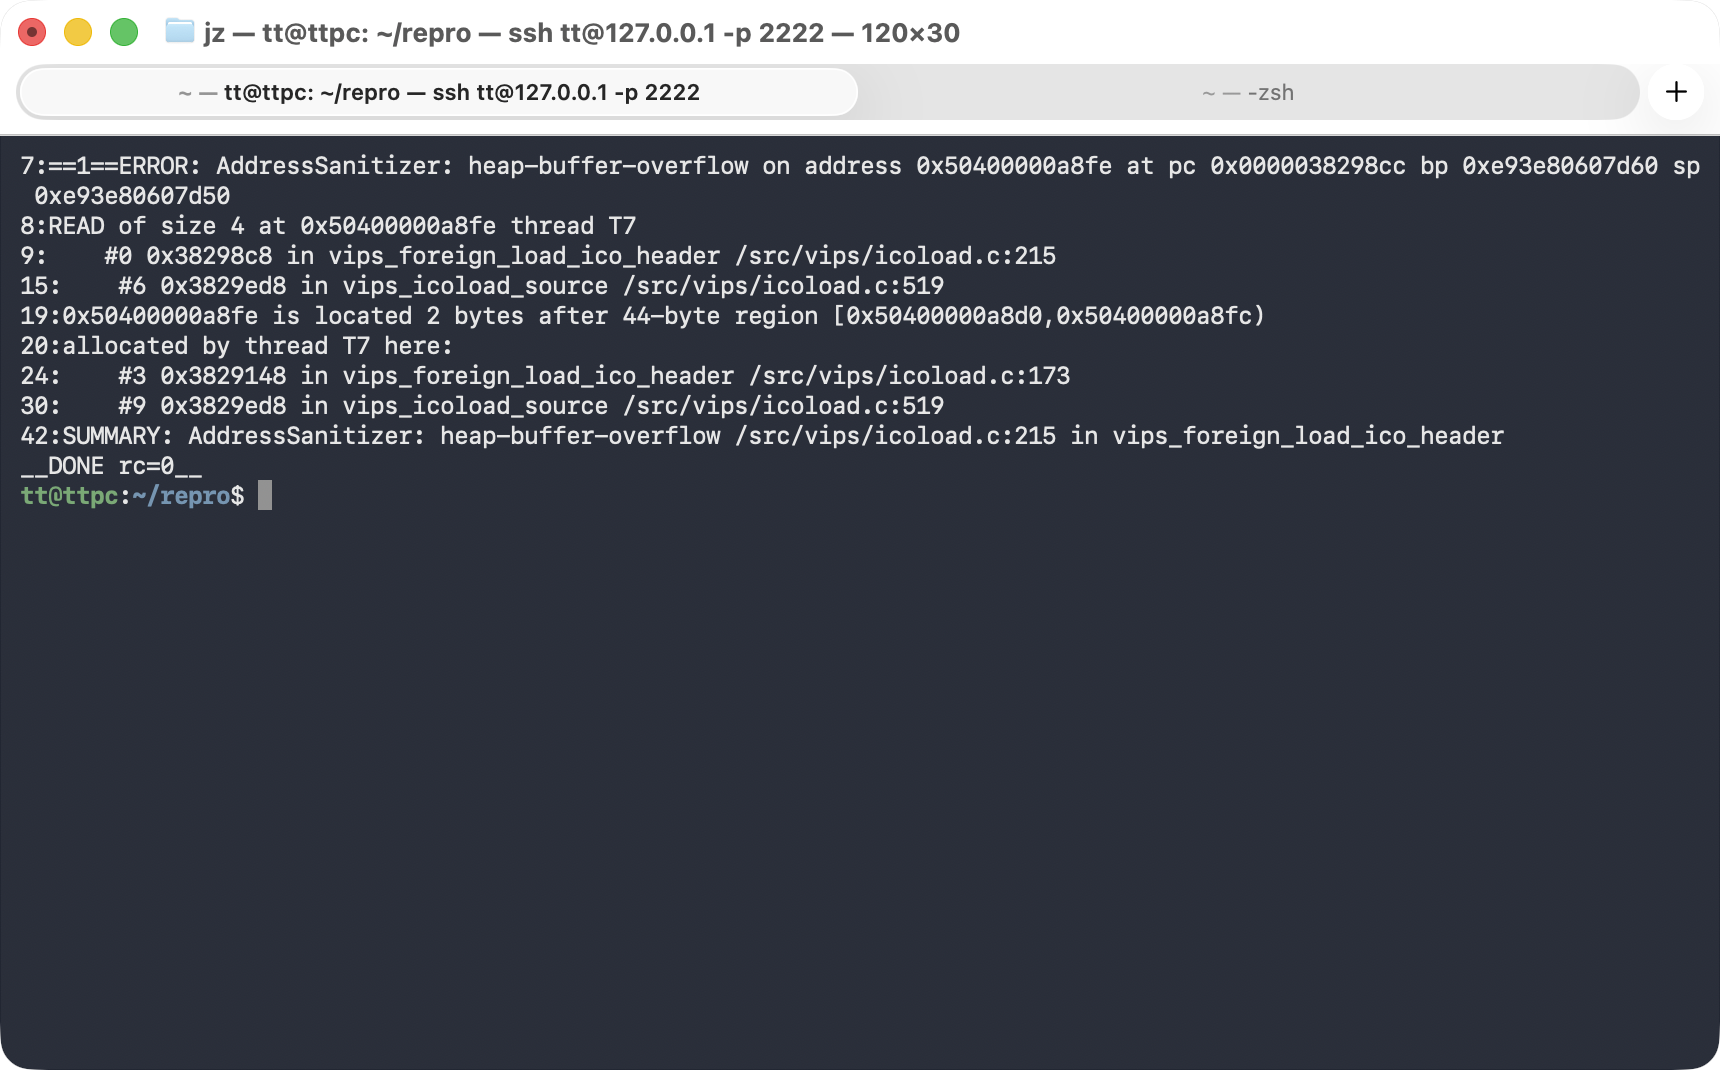 jz — tt@ttpc: ~/repro — ssh tt@127.0.0.1 -p 2222 — 120×30
~ — tt@ttpc: ~/repro — ssh tt@127.0.0.1 -p 2222
~ — -zsh
+
7:==1==ERROR: AddressSanitizer: heap-buffer-overflow on address 0x50400000a8fe at pc 0x0000038298cc bp 0xe93e80607d60 sp
 0xe93e80607d50
8:READ of size 4 at 0x50400000a8fe thread T7
9:    #0 0x38298c8 in vips_foreign_load_ico_header /src/vips/icoload.c:215
15:    #6 0x3829ed8 in vips_icoload_source /src/vips/icoload.c:519
19:0x50400000a8fe is located 2 bytes after 44-byte region [0x50400000a8d0,0x50400000a8fc)
20:allocated by thread T7 here:
24:    #3 0x3829148 in vips_foreign_load_ico_header /src/vips/icoload.c:173
30:    #9 0x3829ed8 in vips_icoload_source /src/vips/icoload.c:519
42:SUMMARY: AddressSanitizer: heap-buffer-overflow /src/vips/icoload.c:215 in vips_foreign_load_ico_header
__DONE rc=0__
tt@ttpc:~/repro$